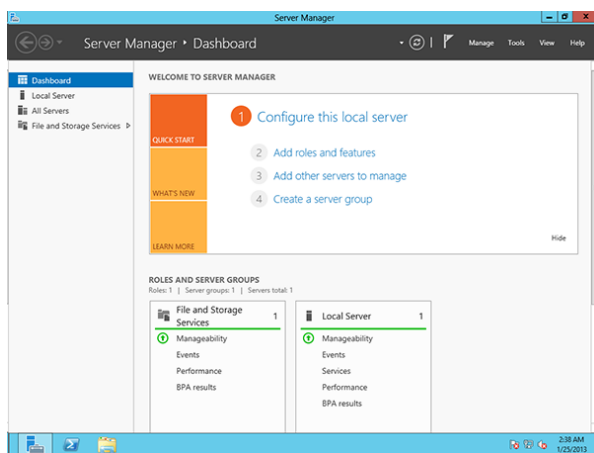 Server Manager
Server Manager • Dashboard
Manage Tools View Help
Dashboard
Local Server
All Servers
File and Storage Services
WELCOME TO SERVER MANAGER
QUICK START
WHAT'S NEW
LEARN MORE
1 Configure this local server
2 Add roles and features
3 Add other servers to manage
4 Create a server group
Hide
ROLES AND SERVER GROUPS
Roles: 1 | Server groups: 1 | Servers total: 1
File and Storage
Services 1
Manageability
Events
Performance
BPA results
Local Server 1
Manageability
Events
Services
Performance
BPA results
2:38 AM
1/25/2013